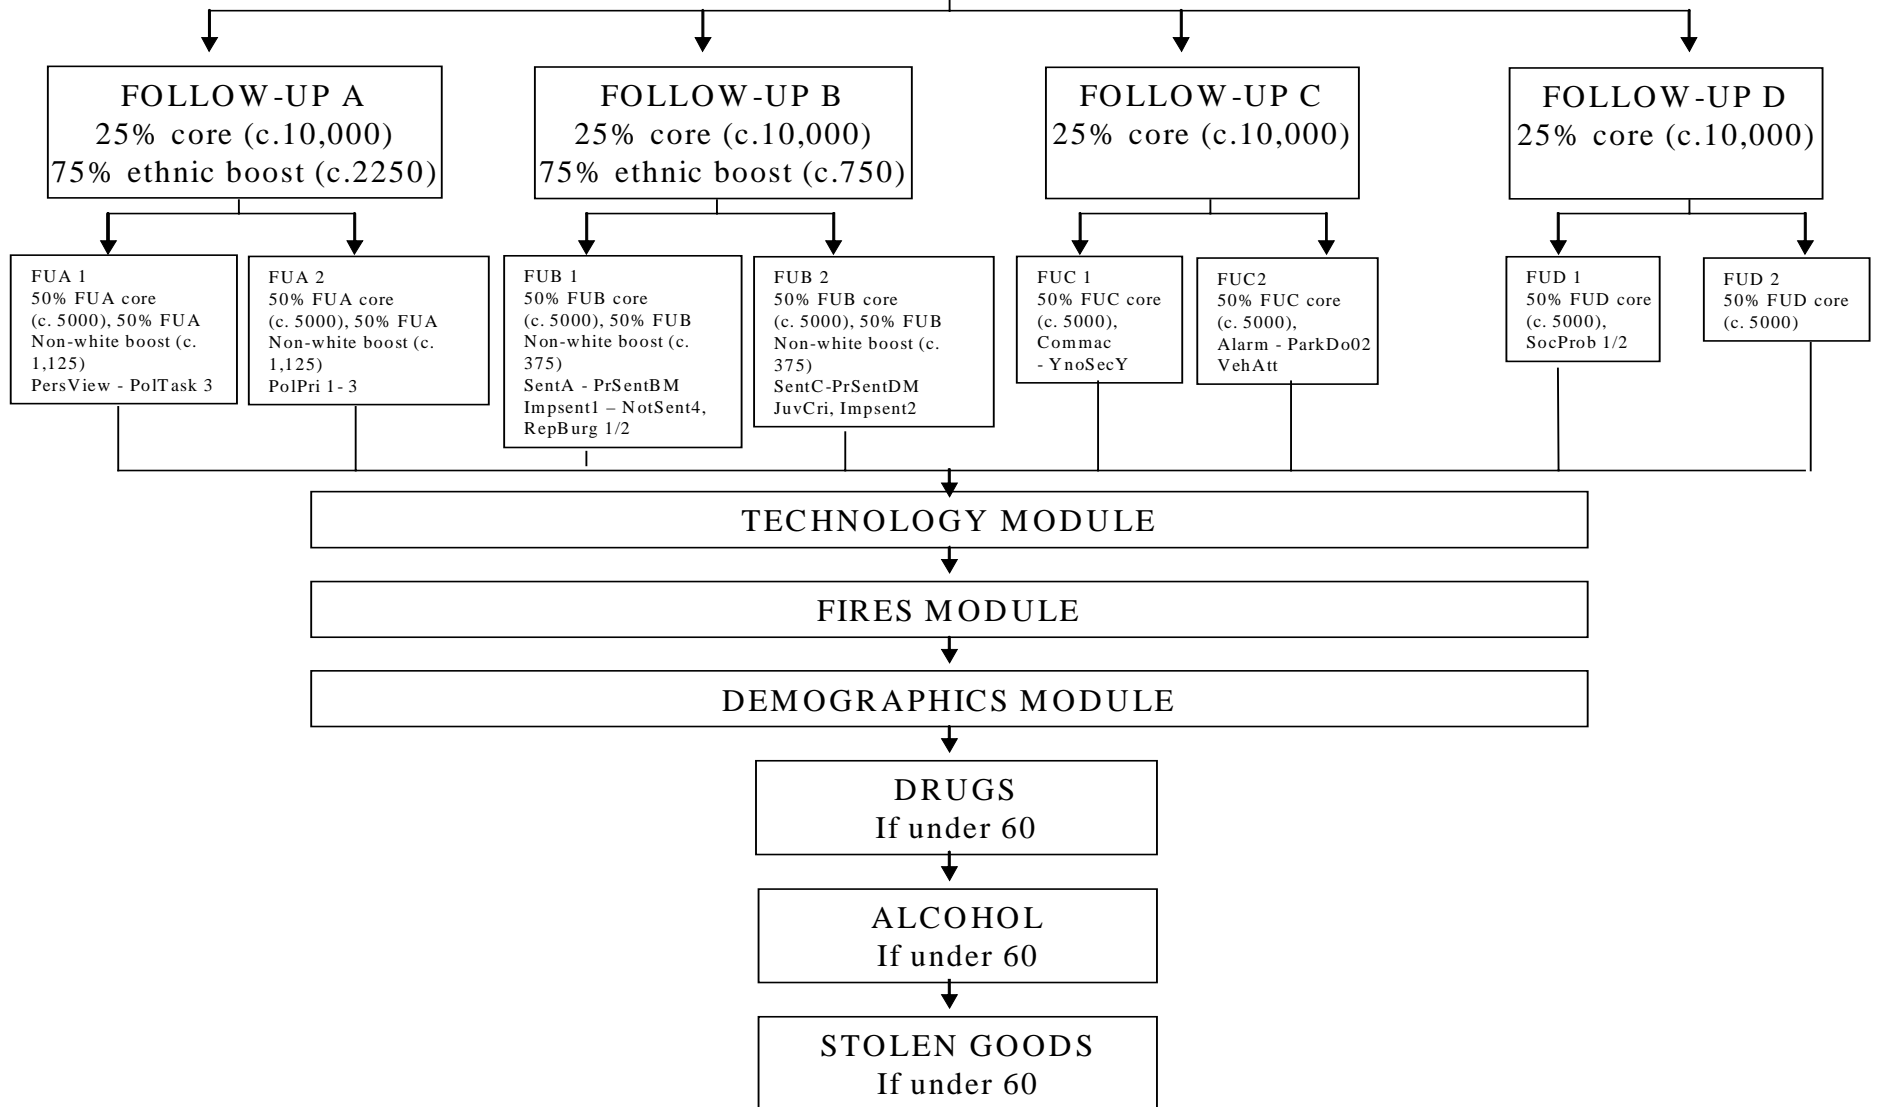 FOLLOW-UP A
25% core (c.10,000)
75% ethnic boost (c.2250)
FOLLOW-UP B
25% core (c.10,000)
75% ethnic boost (c.750)
FOLLOW-UP C
25% core (c.10,000)
FOLLOW-UP D
25% core (c.10,000)
FUA 1
50% FUA core
(c. 5000), 50% FUA
Non-white boost (c.
1,125)
PersView - PolTask 3
FUA 2
50% FUA core
(c. 5000), 50% FUA
Non-white boost (c.
1,125)
PolPri 1- 3
FUB 1
50% FUB core
(c. 5000), 50% FUB
Non-white boost (c.
375)
SentA - PrSentBM
Impsent1 – NotSent4,
RepBurg 1/2
FUB 2
50% FUB core
(c. 5000), 50% FUB
Non-white boost (c.
375)
SentC-PrSentDM
JuvCri, Impsent2
FUC 1
50% FUC core
(c. 5000),
Commac
- YnoSecY
FUC2
50% FUC core
(c. 5000),
Alarm - ParkDo02
VehAtt
FUD 1
50% FUD core
(c. 5000),
SocProb 1/2
FUD 2
50% FUD core
(c. 5000)
TECHNOLOGY MODULE
FIRES MODULE
DEMOGRAPHICS MODULE
DRUGS
If under 60
ALCOHOL
If under 60
STOLEN GOODS
If under 60